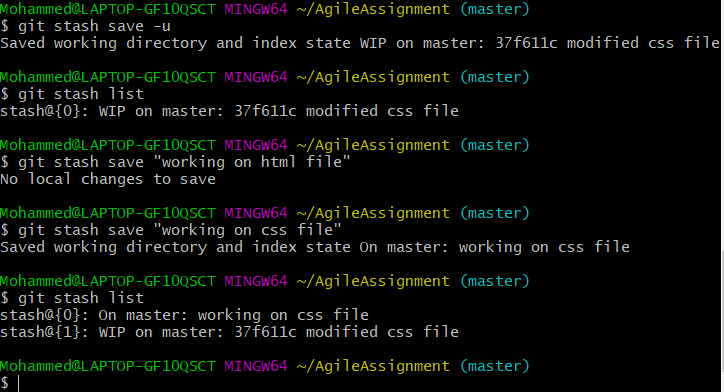 Mohammed@LAPTOP-GF10QSCT MINGW64 ~/AgileAssignment (master)
$ git stash save -u
Saved working directory and index state WIP on master: 37f611c modified css file
Mohammed@LAPTOP-GF10QSCT MINGW64 ~/AgileAssignment (master)
$ git stash list
stash@{0}: WIP on master: 37f611c modified css file
Mohammed@LAPTOP-GF10QSCT MINGW64 ~/AgileAssignment (master)
$ git stash save "working on html file"
No local changes to save
Mohammed@LAPTOP-GF10QSCT MINGW64 ~/AgileAssignment (master)
$ git stash save "working on css file"
Saved working directory and index state On master: working on css file
Mohammed@LAPTOP-GF10QSCT MINGW64 ~/AgileAssignment (master)
$ git stash list
stash@{0}: On master: working on css file
stash@{1}: WIP on master: 37f611c modified css file
Mohammed@LAPTOP-GF10QSCT MINGW64 ~/AgileAssignment (master)
$